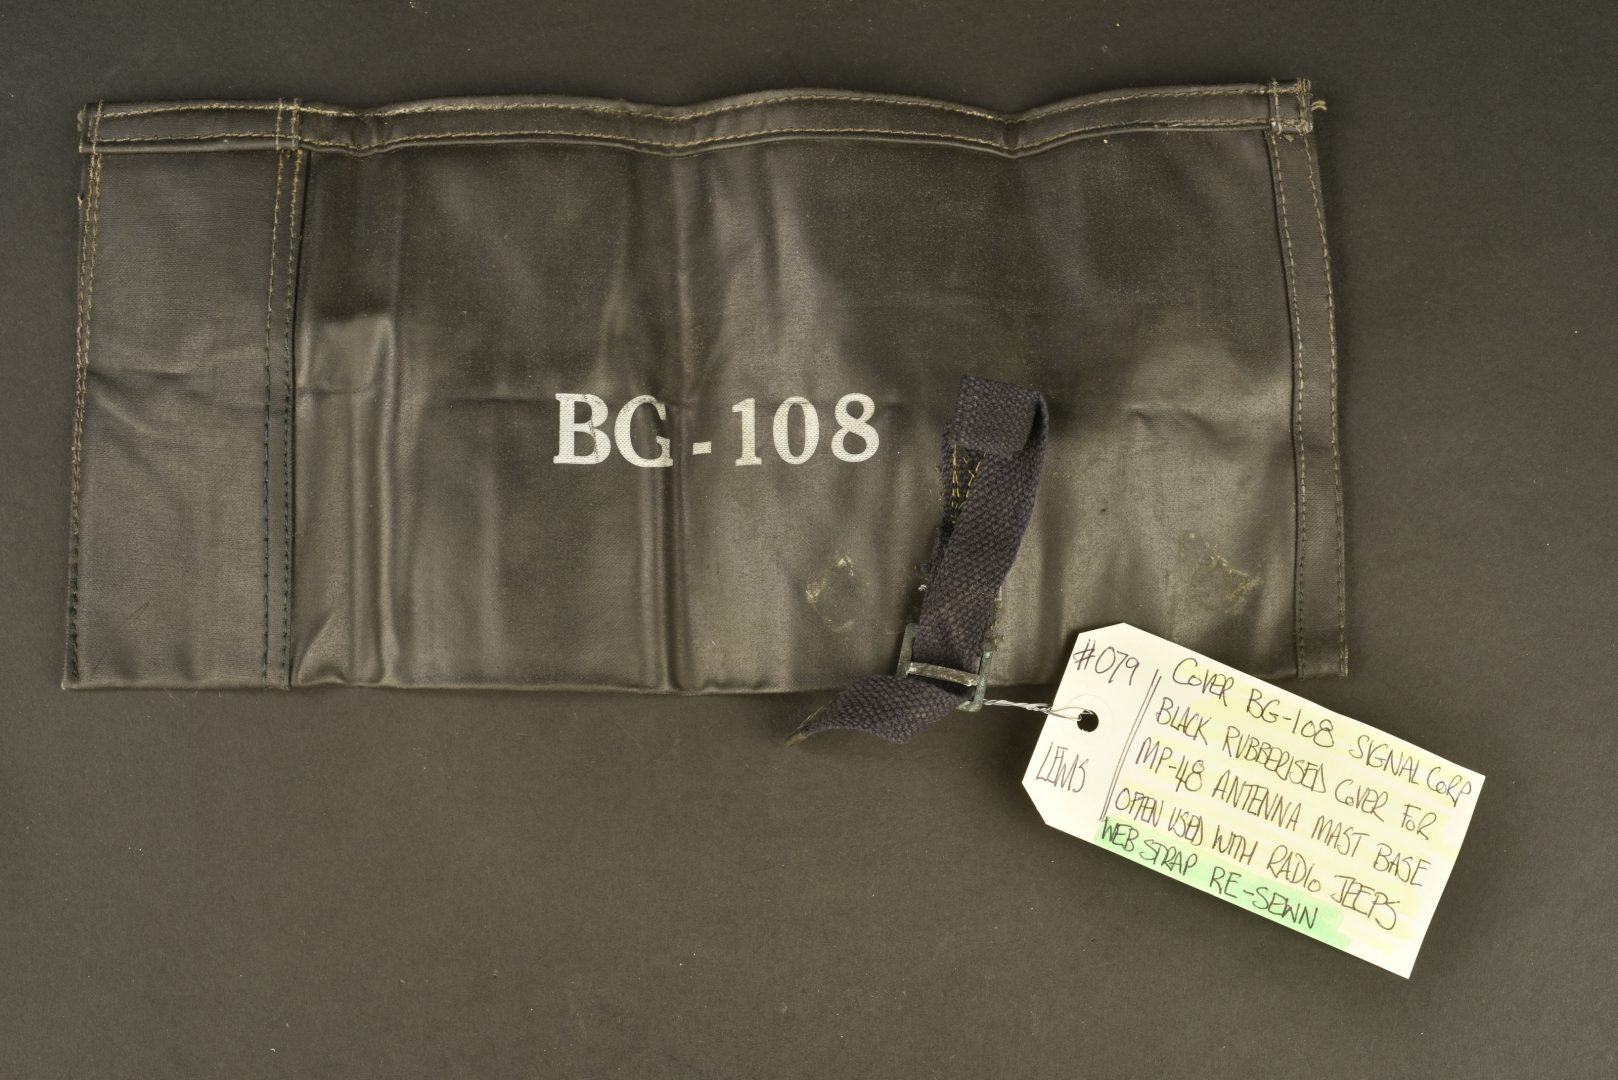 BG-108
#079
LEWIS
COVER BG-108 SIGNAL CORP
BLACK RUBBERISED COVER FOR
MP-48 ANTENNA MAST BASE
OFTEN USED WITH RADIO JEEPS
WEB STRAP RE-SEWN